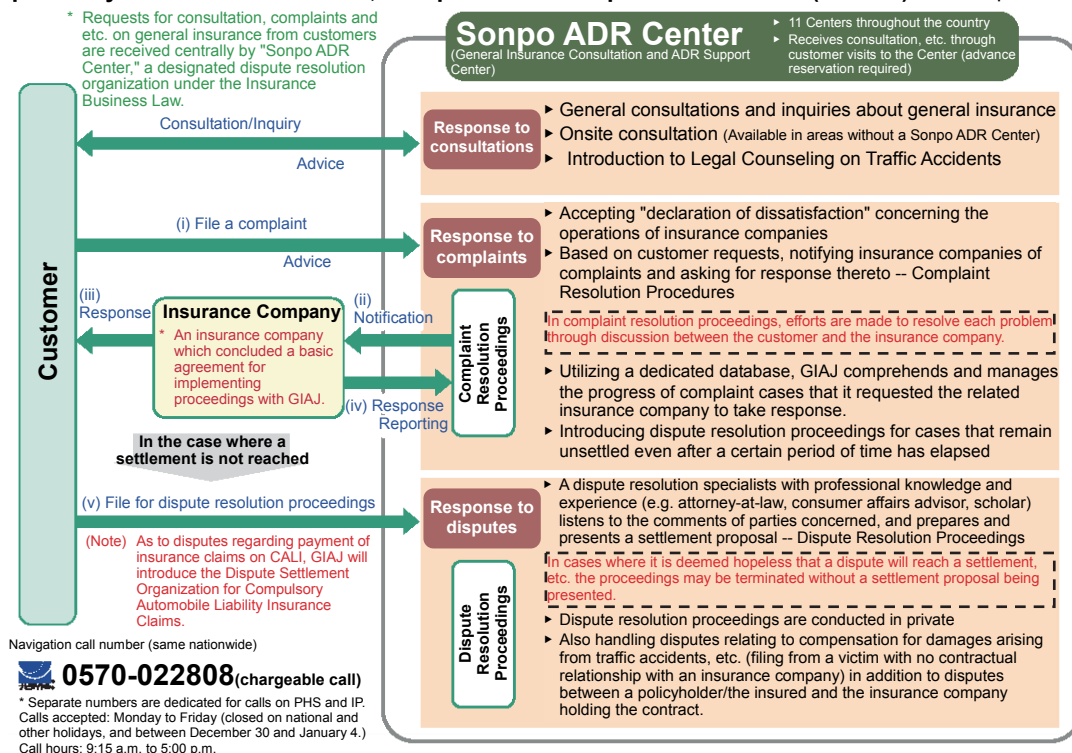 * Requests for consultation, complaints and
etc. on general insurance from customers
are received centrally by "Sonpo ADR
Center," a designated dispute resolution
organization under the Insurance
Business Law.
Sonpo ADR Center
(General Insurance Consultation and ADR Support
Center)
▶ 11 Centers throughout the country
▶ Receives consultation, etc. through
customer visits to the Center (advance
reservation required)
Customer
Consultation/Inquiry
Advice
Response to
consultations
▶ General consultations and inquiries about general insurance
▶ Onsite consultation (Available in areas without a Sonpo ADR Center)
▶ Introduction to Legal Counseling on Traffic Accidents
(i) File a complaint
Advice
Response to
complaints
▶ Accepting "declaration of dissatisfaction" concerning the
operations of insurance companies
▶ Based on customer requests, notifying insurance companies of
complaints and asking for response thereto -- Complaint
Resolution Procedures
(iii)
Response
Insurance Company
* An insurance company
which concluded a basic
agreement for
implementing
proceedings with GIAJ.
(ii)
Notification
(iv) Response
Reporting
Complaint
Resolution
Proceedings
In complaint resolution proceedings, efforts are made to resolve each problem
through discussion between the customer and the insurance company.
▶ Utilizing a dedicated database, GIAJ comprehends and manages
the progress of complaint cases that it requested the related
insurance company to take response.
▶ Introducing dispute resolution proceedings for cases that remain
unsettled even after a certain period of time has elapsed
In the case where a
settlement is not reached
(v) File for dispute resolution proceedings
(Note) As to disputes regarding payment of
insurance claims on CALI, GIAJ will
introduce the Dispute Settlement
Organization for Compulsory
Automobile Liability Insurance
Claims.
Response to
disputes
▶ A dispute resolution specialists with professional knowledge and
experience (e.g. attorney-at-law, consumer affairs advisor, scholar)
listens to the comments of parties concerned, and prepares and
presents a settlement proposal -- Dispute Resolution Proceedings
Dispute
Resolution
Proceedings
In cases where it is deemed hopeless that a dispute will reach a settlement,
etc. the proceedings may be terminated without a settlement proposal being
presented.
▶ Dispute resolution proceedings are conducted in private
▶ Also handling disputes relating to compensation for damages arising
from traffic accidents, etc. (filing from a victim with no contractual
relationship with an insurance company) in addition to disputes
between a policyholder/the insured and the insurance company
holding the contract.
Navigation call number (same nationwide)
0570-022808(chargeable call)
* Separate numbers are dedicated for calls on PHS and IP.
Calls accepted: Monday to Friday (closed on national and
other holidays, and between December 30 and January 4.)
Call hours: 9:15 a.m. to 5:00 p.m.